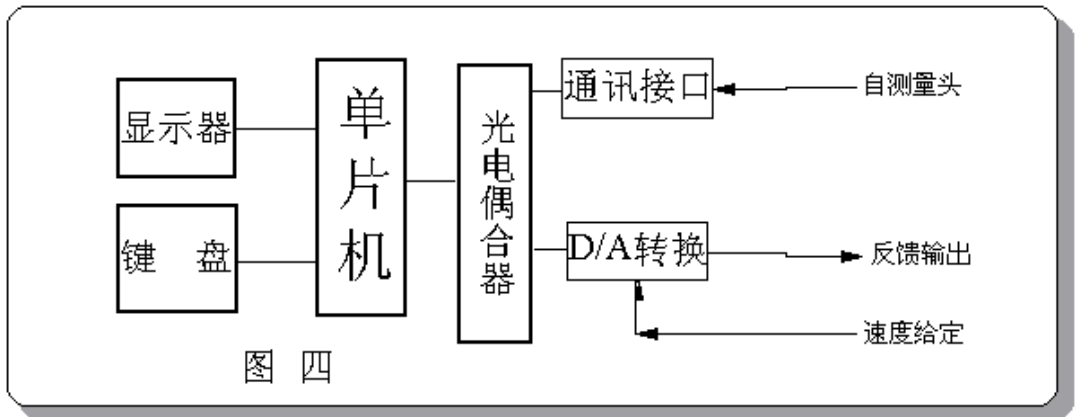 显示器
键 盘
单片机
光电偶合器
通讯接口
自测量头
D/A转换
反馈输出
速度给定
图 四